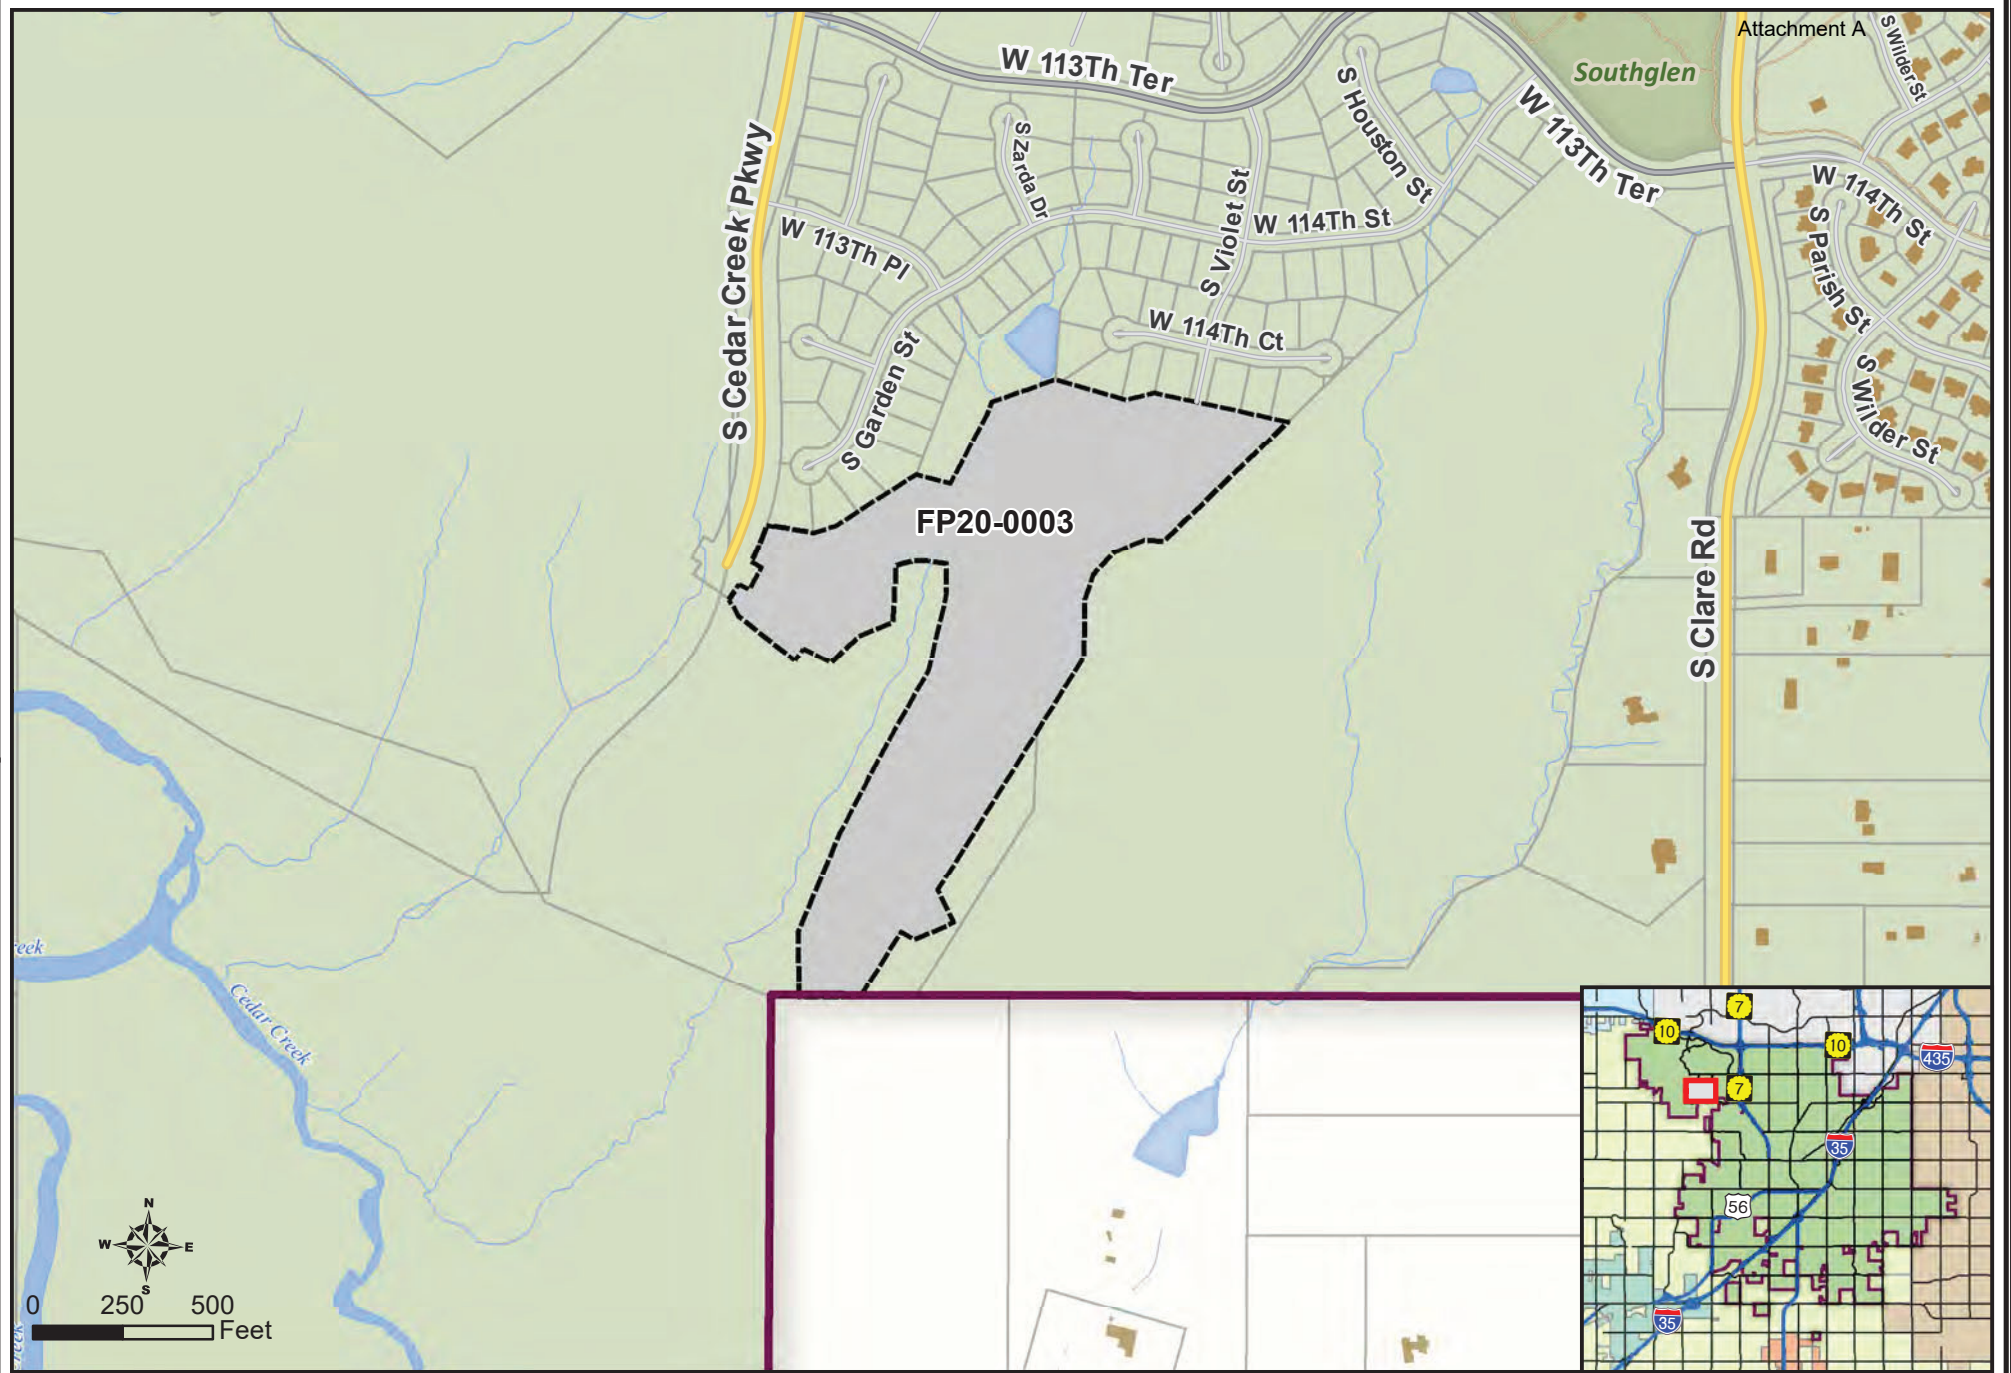 Attachment A
S Wilder St
W 113Th Ter
Southglen
S Houston St
W 113Th Ter
S Zarda Dr
S Cedar Creek Pkwy
W 113Th Pl
S Violet St
W 114Th St
W 114Th St
S Parish St
W 114Th Ct
S Garden St
S Wilder St
FP20-0003
S Clare Rd
reek
Cedar Creek
reek
N
W
E
S
0
250
500
Feet
7
10
10
435
7
35
56
35